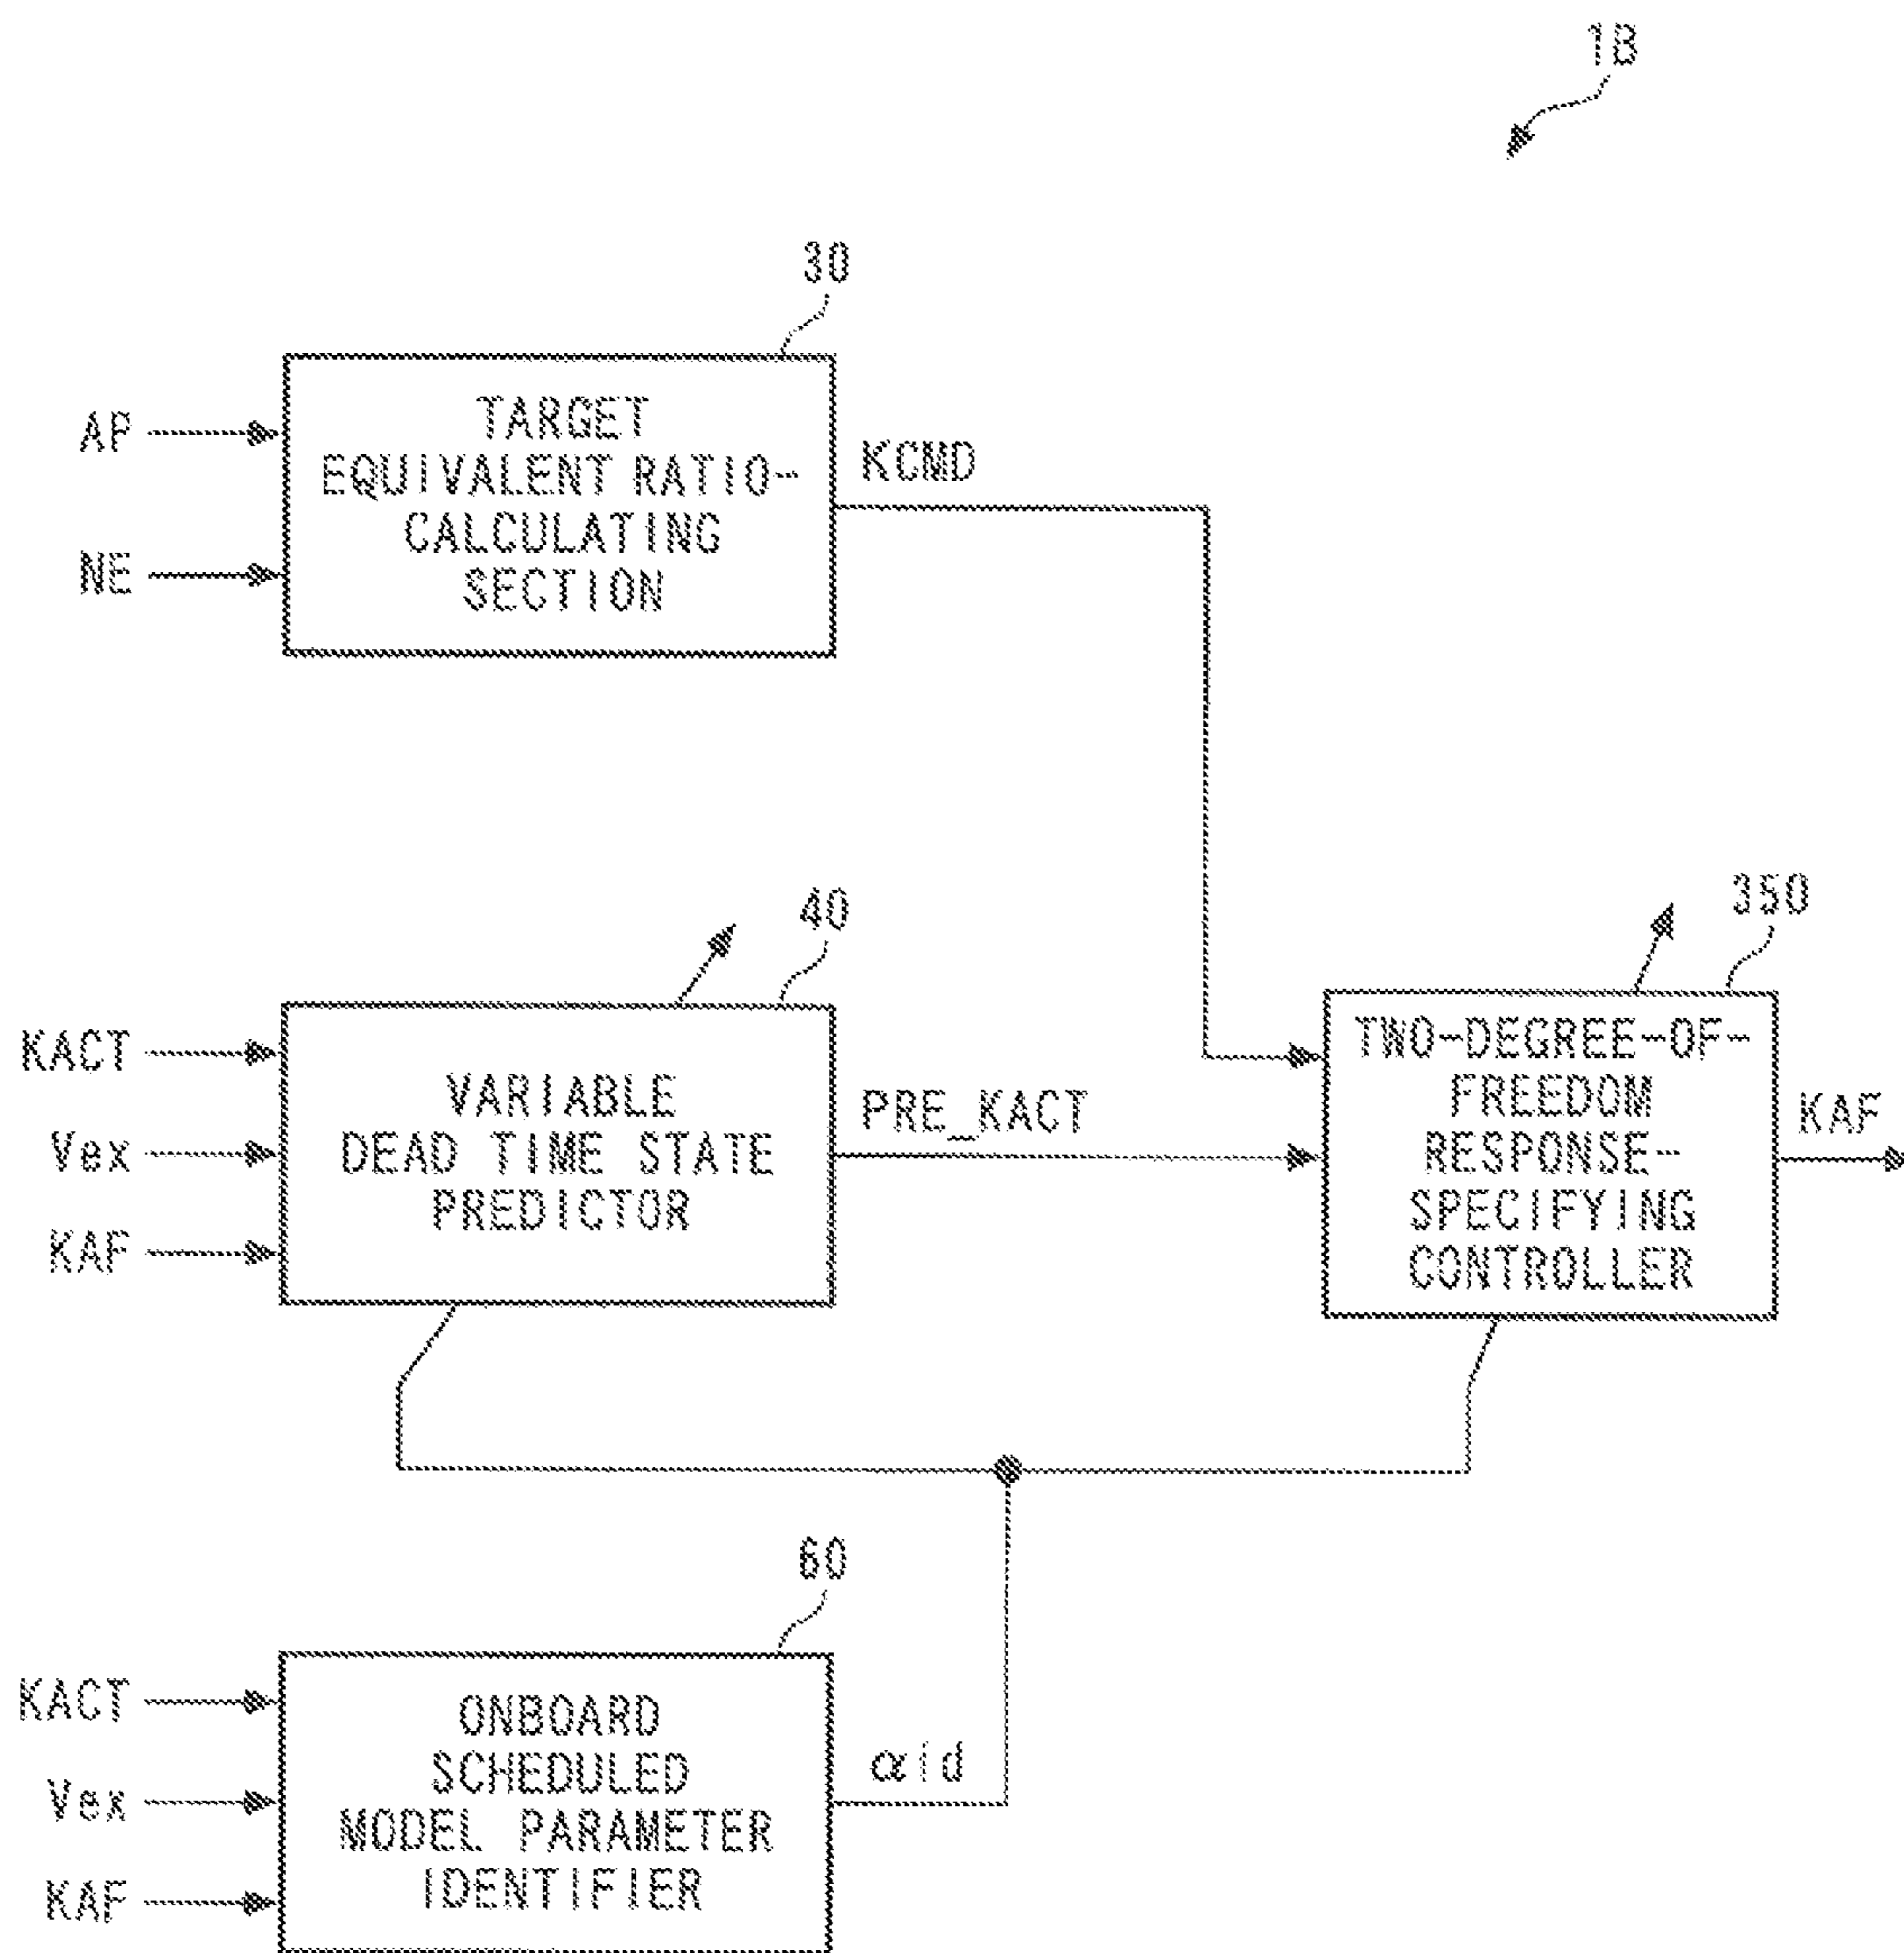 1B
30
AP
NE
TARGET
EQUIVALENT RATIO-
CALCULATING
SECTION
KCMD
40
350
KACT
Vex
KAF
VARIABLE
DEAD TIME STATE
PREDICTOR
PRE_KACT
TWO-DEGREE-OF-
FREEDOM
RESPONSE-
SPECIFYING
CONTROLLER
KAF
60
KACT
Vex
KAF
ONBOARD
SCHEDULED
MODEL PARAMETER
IDENTIFIER
αid